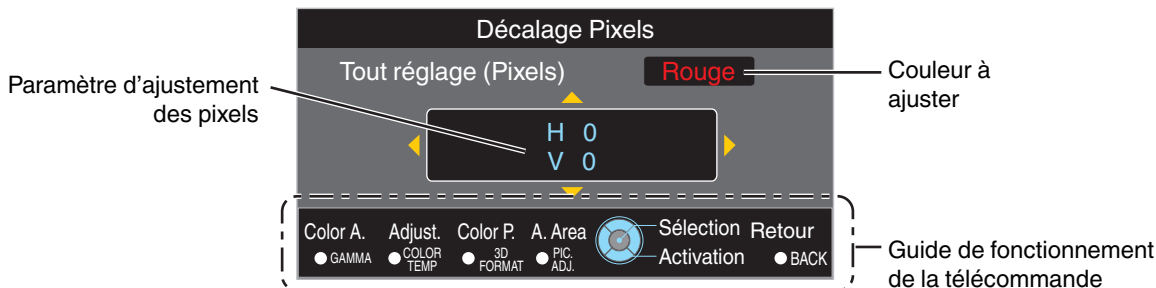 Décalage Pixels
Tout réglage (Pixels) Rouge
Couleur à
ajuster
Paramètre d'ajustement
des pixels
H 0
V 0
Color A. Adjust. Color P. A. Area Sélection Retour
GAMMA COLOR TEMP 3D FORMAT PIC. ADJ. Activation BACK
Guide de fonctionnement
de la télécommande